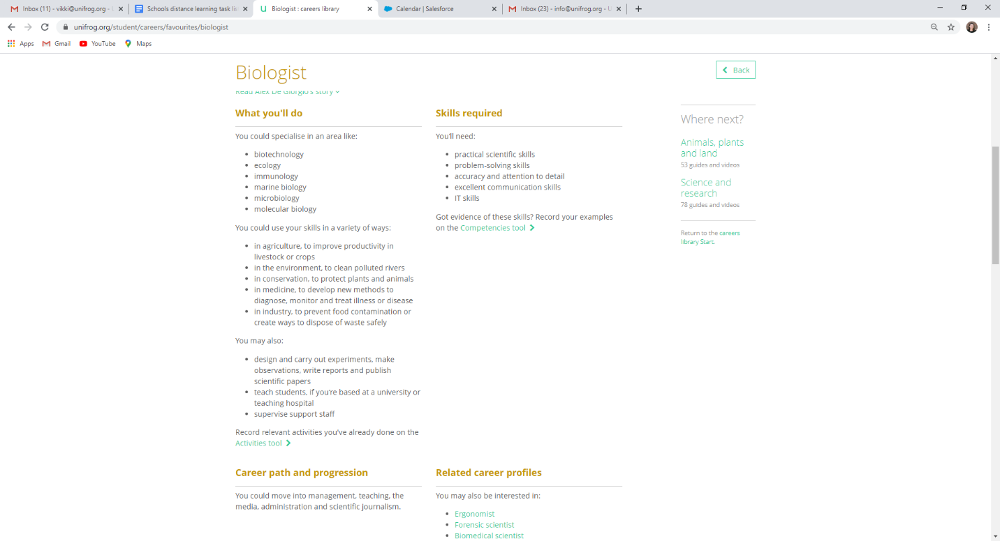 Inbox (11) - vikki@unifrog.org -
Schools distance learning task lis
Biologist : careers library
Calendar | Salesforce
Inbox (23) - info@unifrog.org - U
unifrog.org/student/careers/favourites/biologist
Apps
Gmail
YouTube
Maps
Biologist
Back
Read Alex De Giorgio's story
What you'll do
You could specialise in an area like:
biotechnology
ecology
immunology
marine biology
microbiology
molecular biology
You could use your skills in a variety of ways:
in agriculture, to improve productivity in
livestock or crops
in the environment, to clean polluted rivers
in conservation, to protect plants and animals
in medicine, to develop new methods to
diagnose, monitor and treat illness or disease
in industry, to prevent food contamination or
create ways to dispose of waste safely
You may also:
design and carry out experiments, make
observations, write reports and publish
scientific papers
teach students, if you're based at a university or
teaching hospital
supervise support staff
Record relevant activities you've already done on the
Activities tool
Skills required
You'll need:
practical scientific skills
problem-solving skills
accuracy and attention to detail
excellent communication skills
IT skills
Got evidence of these skills? Record your examples
on the Competencies tool
Where next?
Animals, plants
and land
53 guides and videos
Science and
research
78 guides and videos
Return to the careers
library Start.
Career path and progression
You could move into management, teaching, the
media, administration and scientific journalism.
Related career profiles
You may also be interested in:
Ergonomist
Forensic scientist
Biomedical scientist